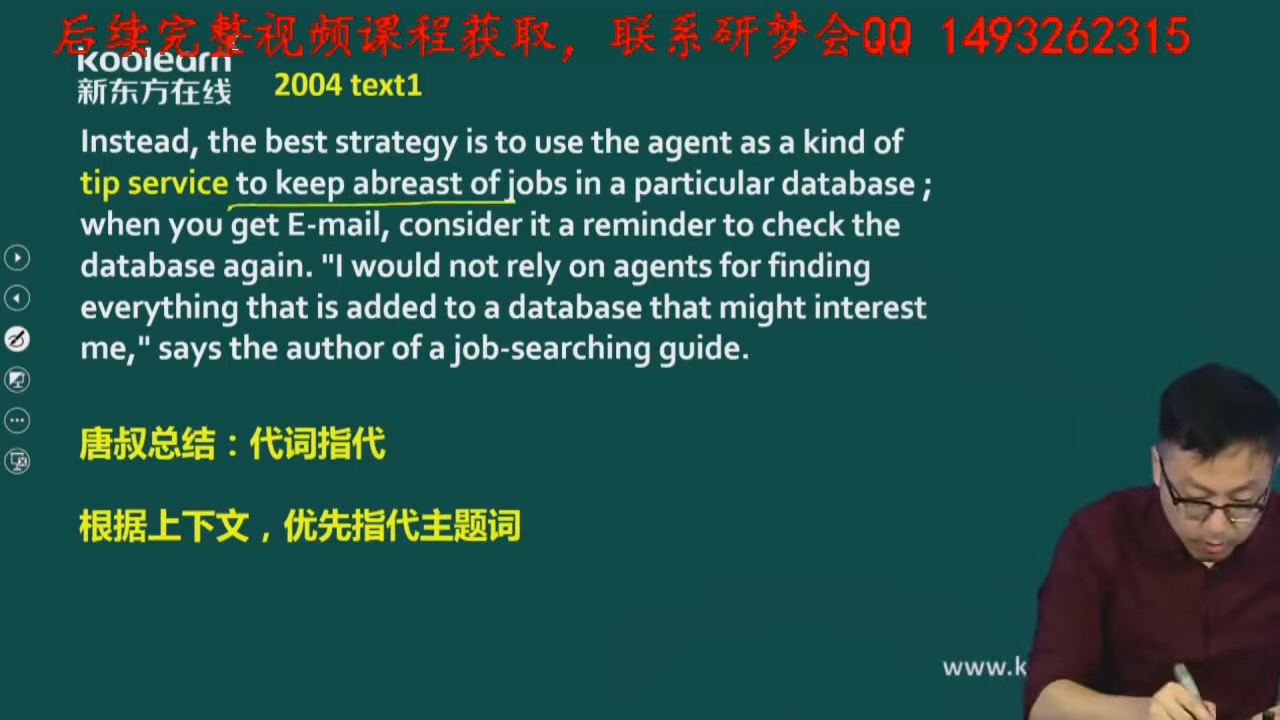 后续完整视频课程获取，联系研梦会QQ 1493262315
koolearn
新东方在线
2004 text1
Instead, the best strategy is to use the agent as a kind of
tip service to keep abreast of jobs in a particular database ;
when you get E-mail, consider it a reminder to check the
database again. "I would not rely on agents for finding
everything that is added to a database that might interest
me," says the author of a job-searching guide.
唐叔总结：代词指代
根据上下文，优先指代主题词
www.k